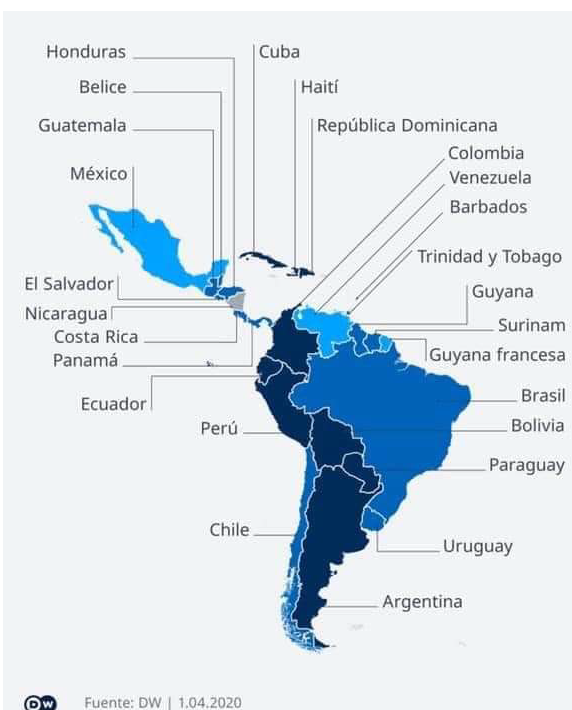 Honduras
Cuba
Belice
Haití
Guatemala
República Dominicana
Colombia
México
Venezuela
Barbados
Trinidad y Tobago
El Salvador
Guyana
Nicaragua
Surinam
Costa Rica
Guyana francesa
Panamá
Ecuador
Brasil
Perú
Bolivia
Paraguay
Chile
Uruguay
Argentina
DW Fuente: DW | 1.04.2020